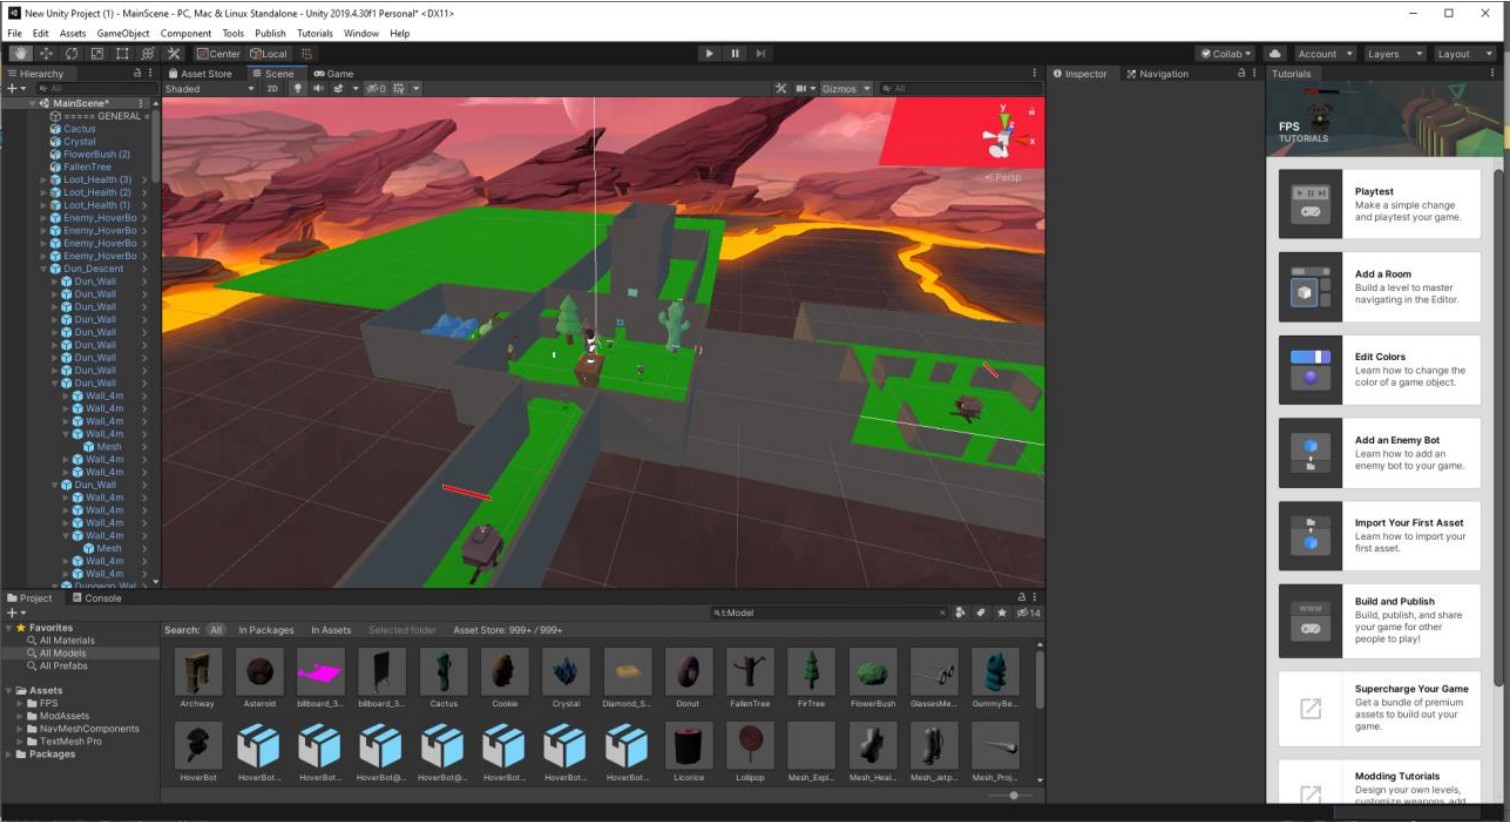 New Unity Project (1) - MainScene - PC, Mac & Linux Standalone - Unity 2019.4.30f1 Personal* <DX11>
File Edit Assets GameObject Component Tools Publish Tutorials Window Help
Center Local Collab Account Layers Layout
Hierarchy
Asset Store Scene Game
Inspector Navigation
Tutorials
All
Shaded 2D 0 Gizmos All
MainScene*
===== GENERAL =
Cactus
Crystal
FlowerBush (2)
FallenTree
Loot_Health (3)
Loot_Health (2)
Loot_Health (1)
Enemy_HoverBo
Enemy_HoverBo
Enemy_HoverBo
Enemy_HoverBo
Dun_Descent
Dun_Wall
Dun_Wall
Dun_Wall
Dun_Wall
Dun_Wall
Dun_Wall
Dun_Wall
Dun_Wall
Dun_Wall
Wall_4m
Wall_4m
Wall_4m
Wall_4m
Mesh
Wall_4m
Wall_4m
Dun_Wall
Wall_4m
Wall_4m
Wall_4m
Wall_4m
Mesh
Wall_4m
Wall_4m
Dungeon_Wal
y
z
x
< Persp
FPS
TUTORIALS
Playtest
Make a simple change
and playtest your game.
Add a Room
Build a level to master
navigating in the Editor.
Edit Colors
Learn how to change the
color of a game object.
Add an Enemy Bot
Learn how to add an
enemy bot to your game.
Import Your First Asset
Learn how to import your
first asset.
WWW
Build and Publish
Build, publish, and share
your game for other
people to play!
Supercharge Your Game
Get a bundle of premium
assets to build out your
game.
Modding Tutorials
Design your own levels,
customize weapons, add
Project Console
t:Model 14
Favorites
All Materials
All Models
All Prefabs
Assets
FPS
ModAssets
NavMeshComponents
TextMesh Pro
Packages
Search: All In Packages In Assets Selected folder Asset Store: 999+ / 999+
Archway Asteroid billboard_3... billboard_3... Cactus Cookie Crystal Diamond_S... Donut FallenTree FirTree FlowerBush GlassesMe... GummyBe...
HoverBot HoverBot... HoverBot... HoverBot@... HoverBot@... HoverBot... HoverBot... HoverBot... Licorice Lollipop Mesh_Expl... Mesh_Heal... Mesh_Jetp... Mesh_Proj...